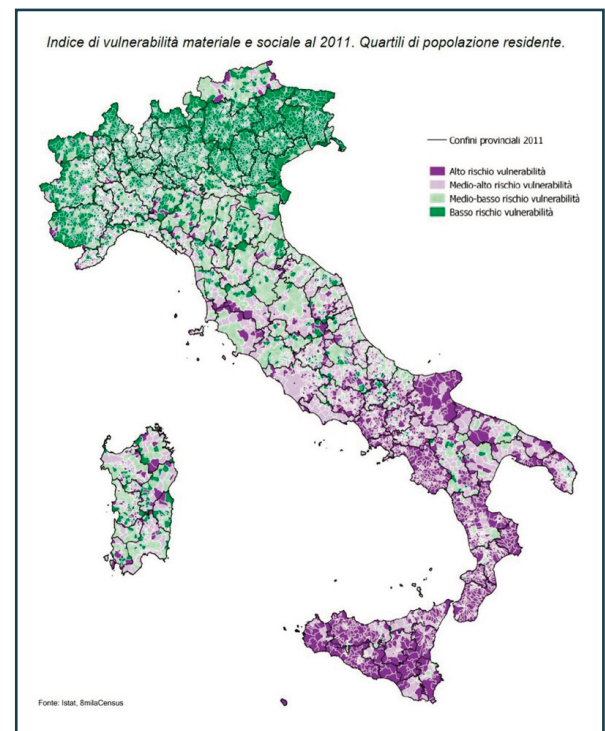 Indice di vulnerabilità materiale e sociale al 2011. Quartili di popolazione residente.
Confini provinciali 2011
Alto rischio vulnerabilità
Medio-alto rischio vulnerabilità
Medio-basso rischio vulnerabilità
Basso rischio vulnerabilità
Fonte: Istat, 8milaCensus